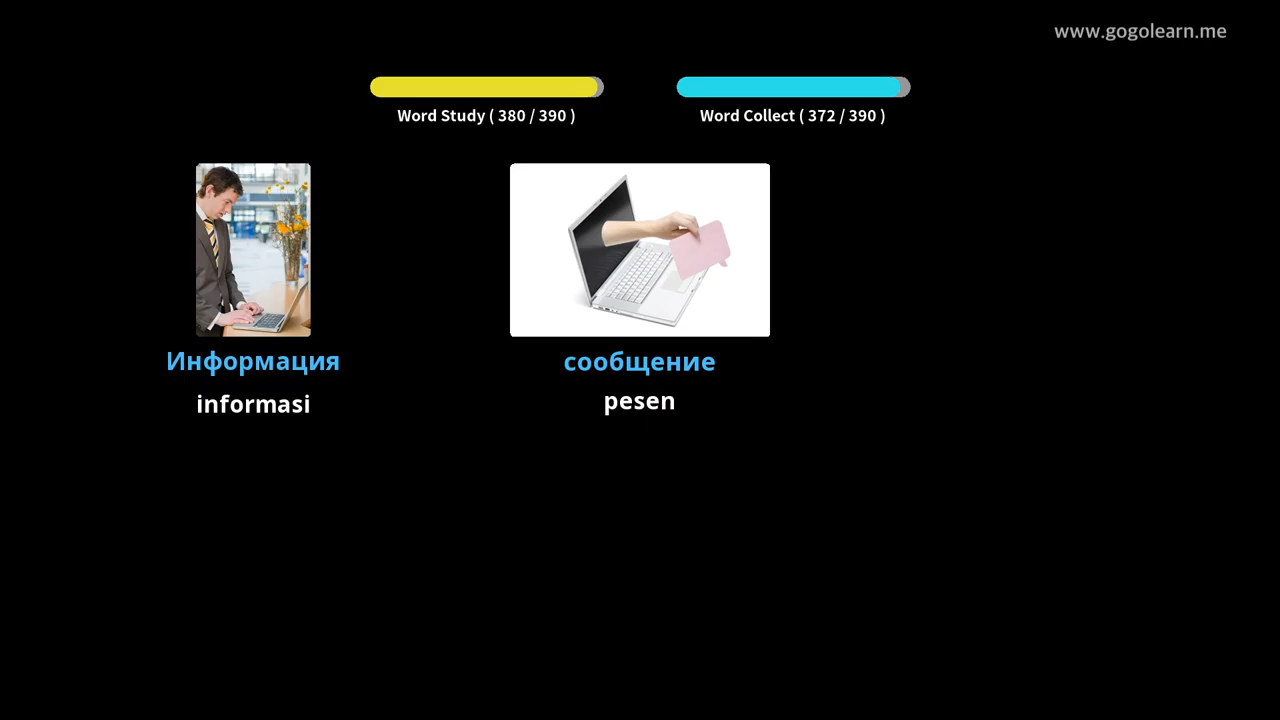 www.gogolearn.me
Word Study ( 380 / 390 )
Word Collect ( 372 / 390 )
Информация
сообщение
informasi
pesen